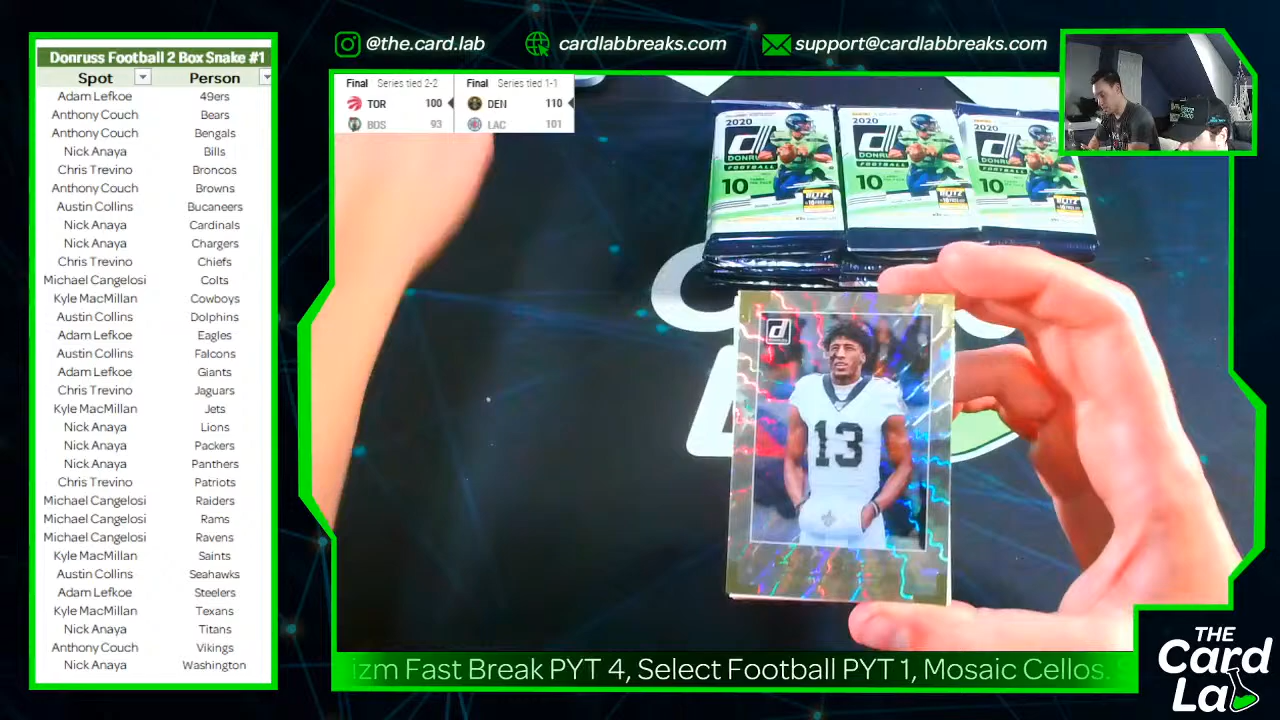 @the.card.lab
cardlabbreaks.com
support@cardlabbreaks.com
Donruss Football 2 Box Snake #1
Spot Person
Adam Lefkoe 49ers
Anthony Couch Bears
Anthony Couch Bengals
Nick Anaya Bills
Chris Trevino Broncos
Anthony Couch Browns
Austin Collins Bucaneers
Nick Anaya Cardinals
Nick Anaya Chargers
Chris Trevino Chiefs
Michael Cangelosi Colts
Kyle MacMillan Cowboys
Austin Collins Dolphins
Adam Lefkoe Eagles
Austin Collins Falcons
Adam Lefkoe Giants
Chris Trevino Jaguars
Kyle MacMillan Jets
Nick Anaya Lions
Nick Anaya Packers
Nick Anaya Panthers
Chris Trevino Patriots
Michael Cangelosi Raiders
Michael Cangelosi Rams
Michael Cangelosi Ravens
Kyle MacMillan Saints
Austin Collins Seahawks
Adam Lefkoe Steelers
Kyle MacMillan Texans
Nick Anaya Titans
Anthony Couch Vikings
Nick Anaya Washington
Final Series tied 2-2
TOR 100
BOS 93
Final Series tied 1-1
DEN 110
LAC 101
2020
FOOTBALL
10
2020
FOOTBALL
10
2020
FOOTBALL
10
13
izm Fast Break PYT 4, Select Football PYT 1, Mosaic Cellos.
THE
Card
La